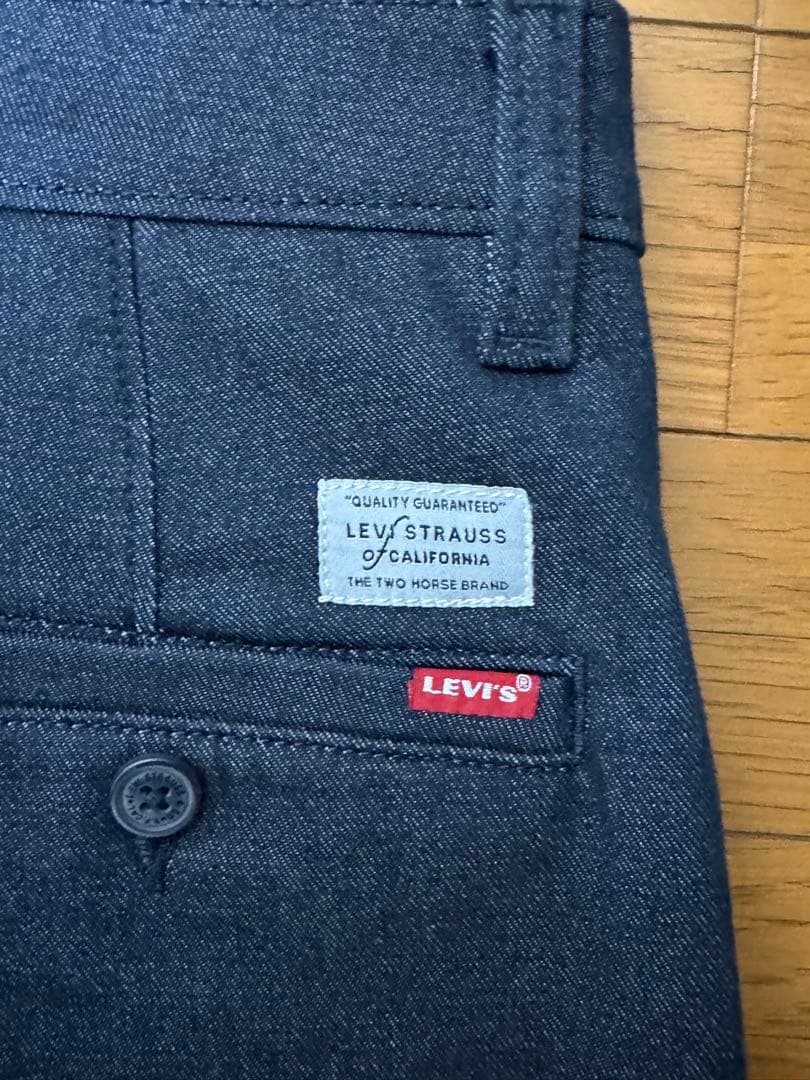 "QUALITY GUARANTEED"
LEVI STRAUSS
of CALIFORNIA
THE TWO HORSE BRAND
LEVI'S®